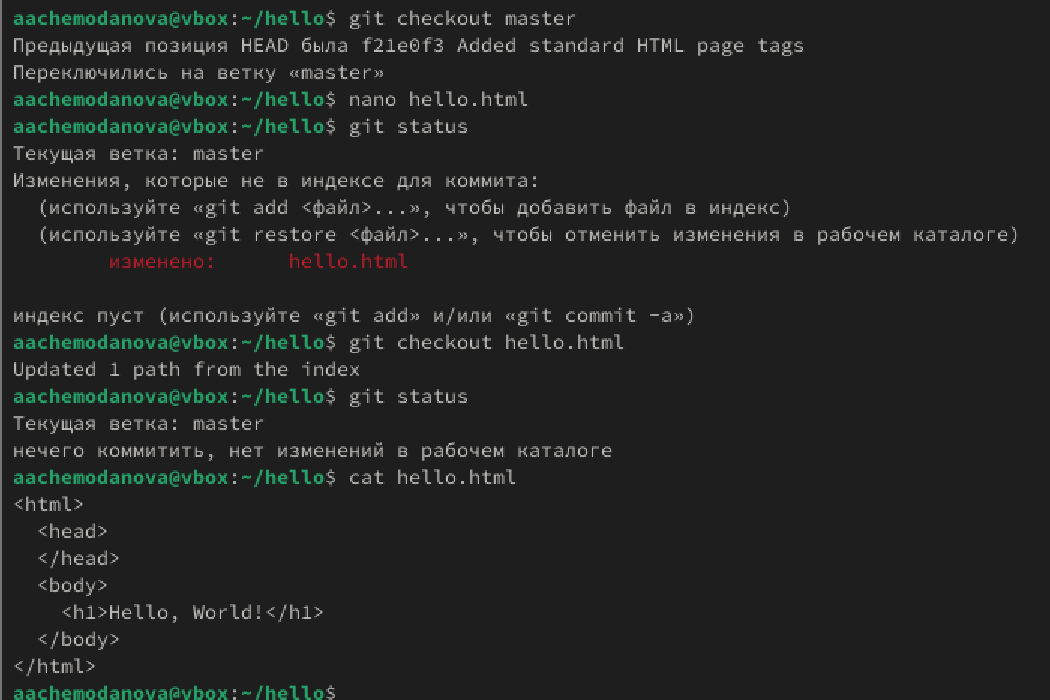 aachemodanova@vbox:~/hello$ git checkout master
Предыдущая позиция HEAD была f21e0f3 Added standard HTML page tags
Переключились на ветку «master»
aachemodanova@vbox:~/hello$ nano hello.html
aachemodanova@vbox:~/hello$ git status
Текущая ветка: master
Изменения, которые не в индексе для коммита:
  (используйте «git add <файл>...», чтобы добавить файл в индекс)
  (используйте «git restore <файл>...», чтобы отменить изменения в рабочем каталоге)
        изменено:      hello.html

индекс пуст (используйте «git add» и/или «git commit -a»)
aachemodanova@vbox:~/hello$ git checkout hello.html
Updated 1 path from the index
aachemodanova@vbox:~/hello$ git status
Текущая ветка: master
нечего коммитить, нет изменений в рабочем каталоге
aachemodanova@vbox:~/hello$ cat hello.html
<html>
  <head>
  </head>
  <body>
    <h1>Hello, World!</h1>
  </body>
</html>
aachemodanova@vbox:~/hello$